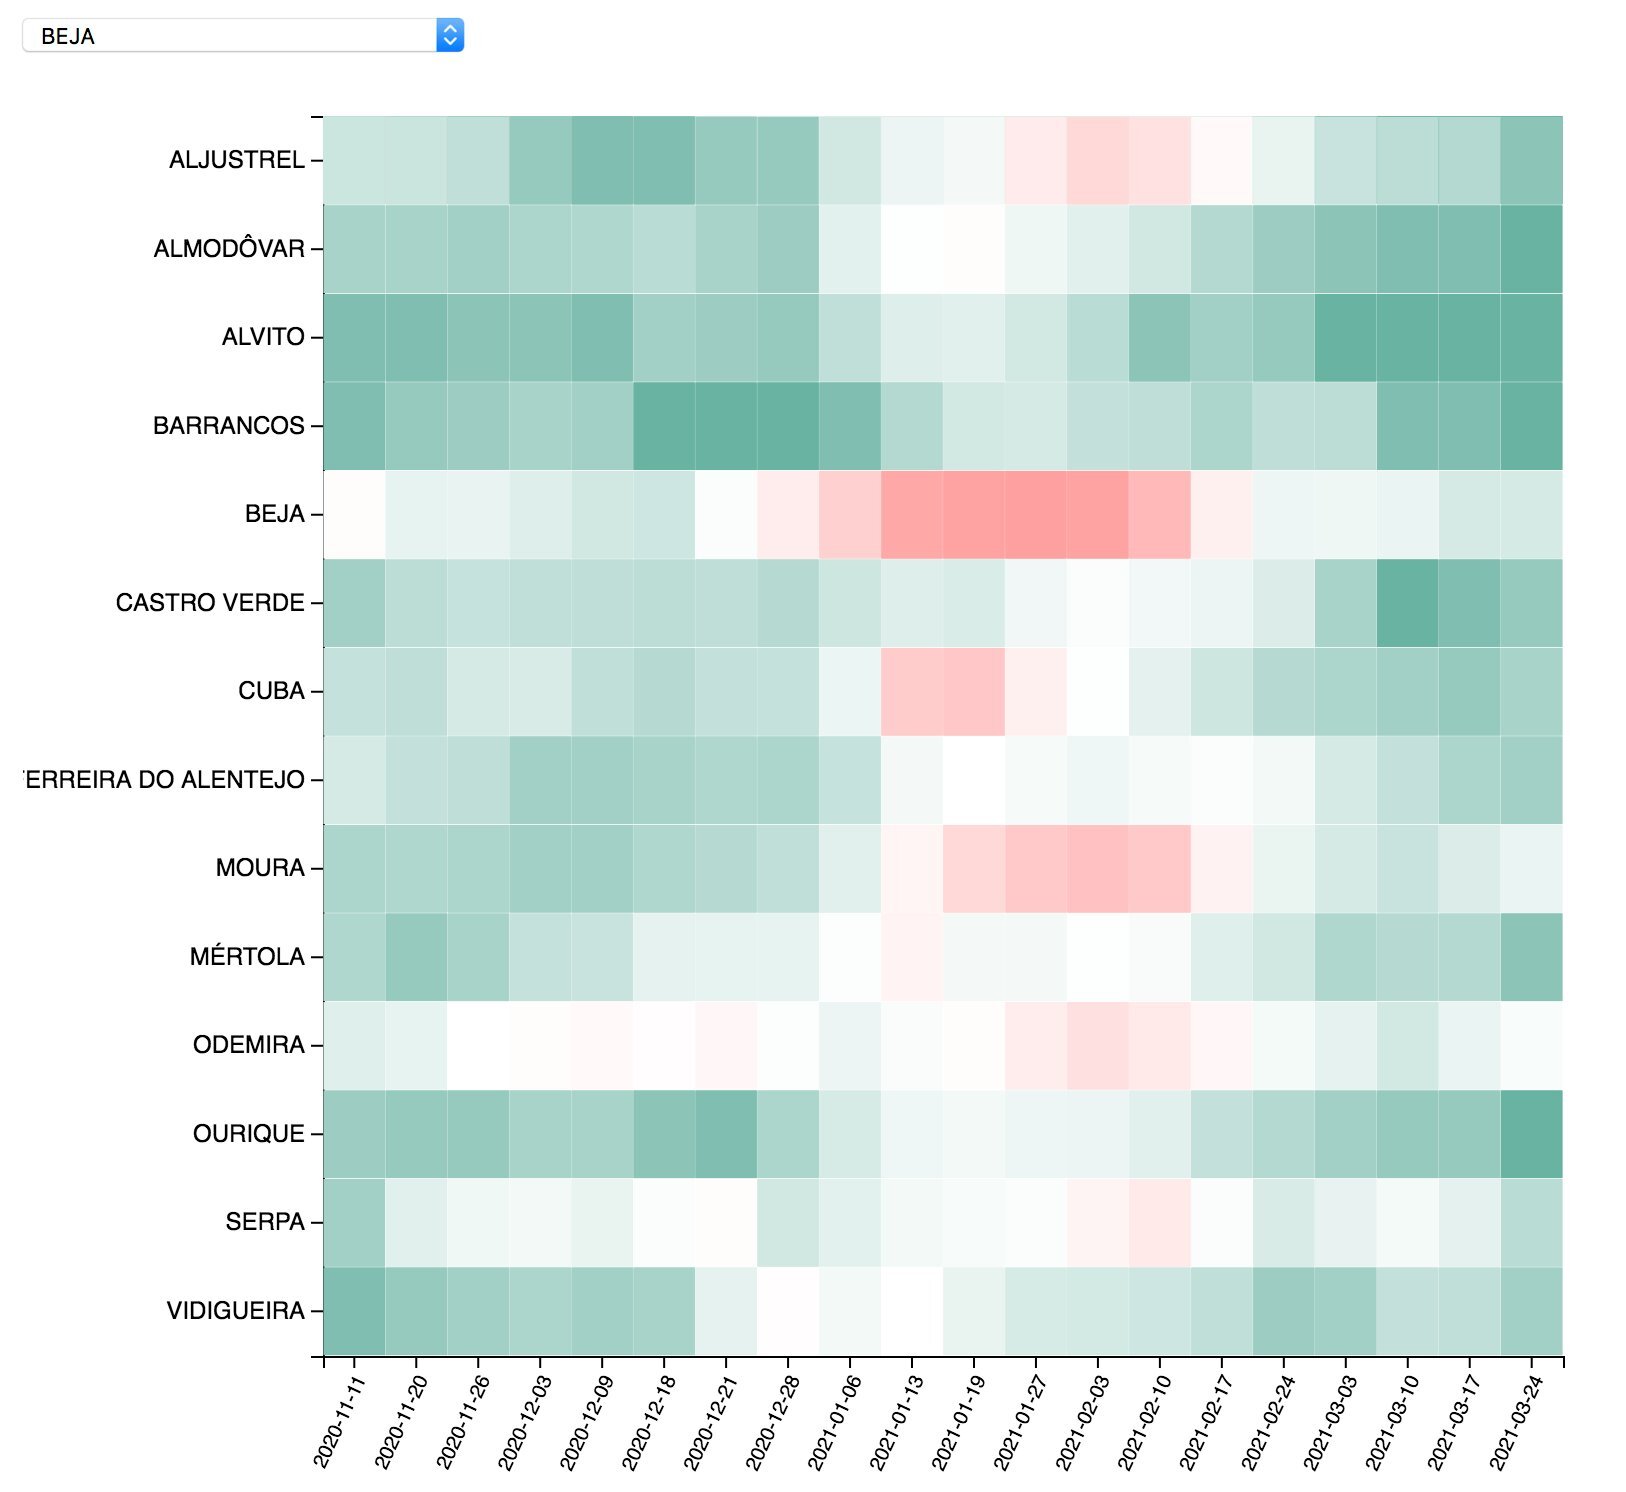 BEJA
ALJUSTREL
ALMODÔVAR
ALVITO
BARRANCOS
BEJA
CASTRO VERDE
CUBA
ERREIRA DO ALENTEJO
MOURA
MÉRTOLA
ODEMIRA
OURIQUE
SERPA
VIDIGUEIRA
2020-11-11
2020-11-20
2020-11-26
2020-12-03
2020-12-09
2020-12-18
2020-12-21
2020-12-28
2021-01-06
2021-01-13
2021-01-19
2021-01-27
2021-02-03
2021-02-10
2021-02-17
2021-02-24
2021-03-03
2021-03-10
2021-03-17
2021-03-24